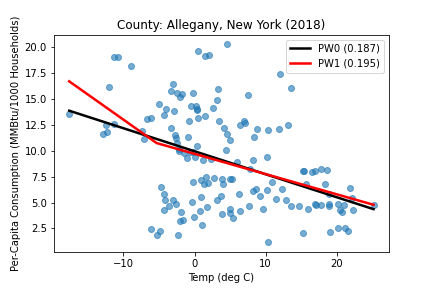 County: Allegany, New York (2018)
PW0 (0.187)
PW1 (0.195)
Per-Capita Consumption (MMBtu/1000 Households)
20.0
17.5
15.0
12.5
10.0
7.5
5.0
2.5
−10 0 10 20
Temp (deg C)